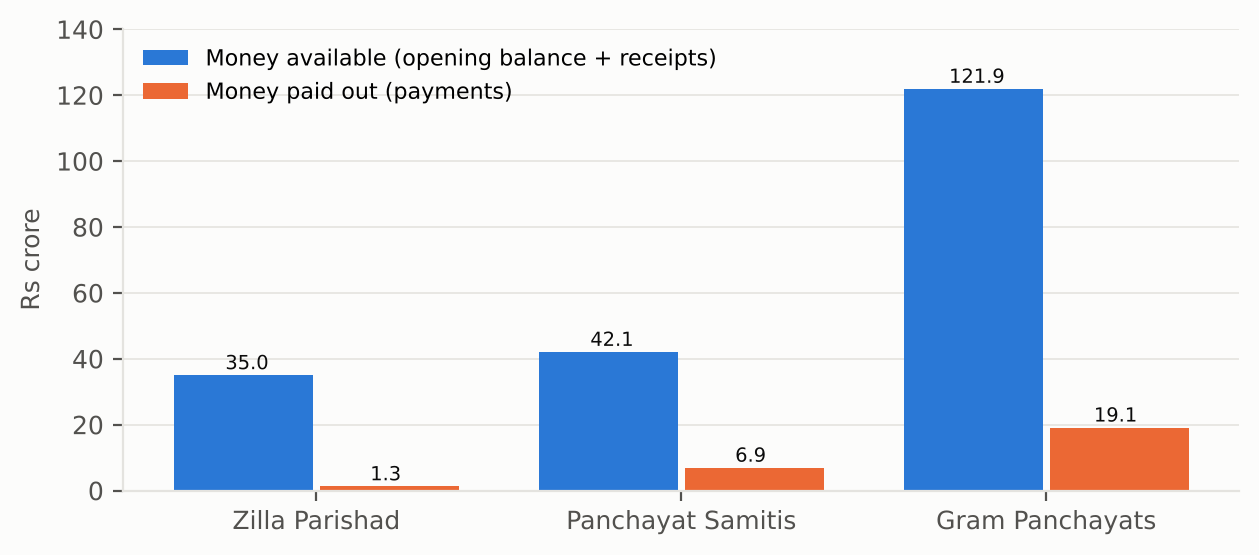 Money available (opening balance + receipts)
Money paid out (payments)
Rs crore
140
120
100
80
60
40
20
0
35.0
1.3
42.1
6.9
121.9
19.1
Zilla Parishad
Panchayat Samitis
Gram Panchayats